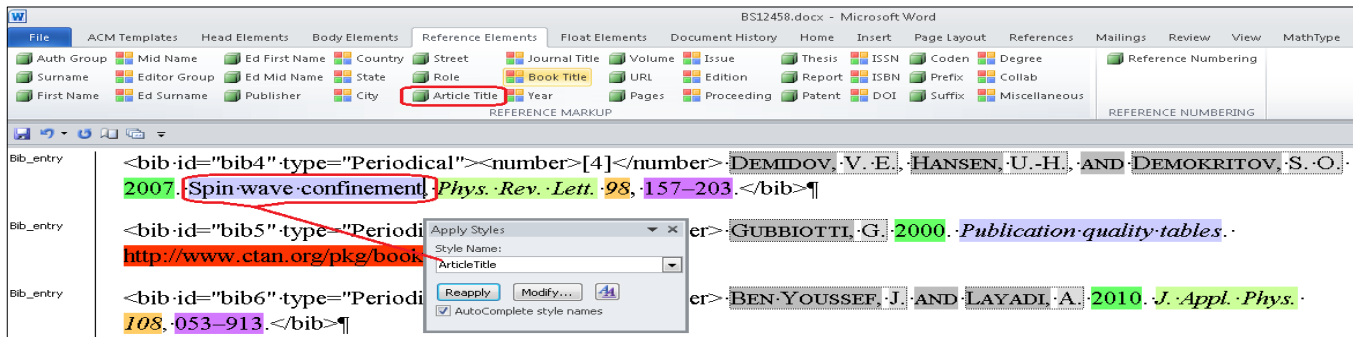 BS12458.docx - Microsoft Word
File ACM Templates Head Elements Body Elements Reference Elements Float Elements Document History Home Insert Page Layout References Mailings Review View MathType
Auth Group Mid Name Ed First Name Country Street Journal Title Volume Issue Thesis ISSN Coden Degree Reference Numbering
Surname Editor Group Ed Mid Name State Role Book Title URL Edition Report ISBN Prefix Collab
First Name Ed Surname Publisher City Article Title Year Pages Proceeding Patent DOI Suffix Miscellaneous
REFERENCE MARKUP REFERENCE NUMBERING
Bib_entry <bib·id="bib4"·type="Periodical"><number>[4]</number>·DEMIDOV,·V.·E.,·HANSEN,·U.-H.,·AND·DEMOKRITOV,·S.·O.·
2007.·Spin·wave·confinement,·Phys.·Rev.·Lett.·98,·157–203.</bib>¶
Bib_entry <bib·id="bib5"·type="Periodi er>·GUBBIOTTI,·G.·2000.·Publication·quality·tables.·
http://www.ctan.org/pkg/book
Bib_entry <bib·id="bib6"·type="Periodi er>·BEN·YOUSSEF,·J.·AND·LAYADI,·A.·2010.·J.·Appl.·Phys.·
108,·053–913.</bib>¶
Apply Styles
Style Name:
ArticleTitle
Reapply Modify... A4
AutoComplete style names